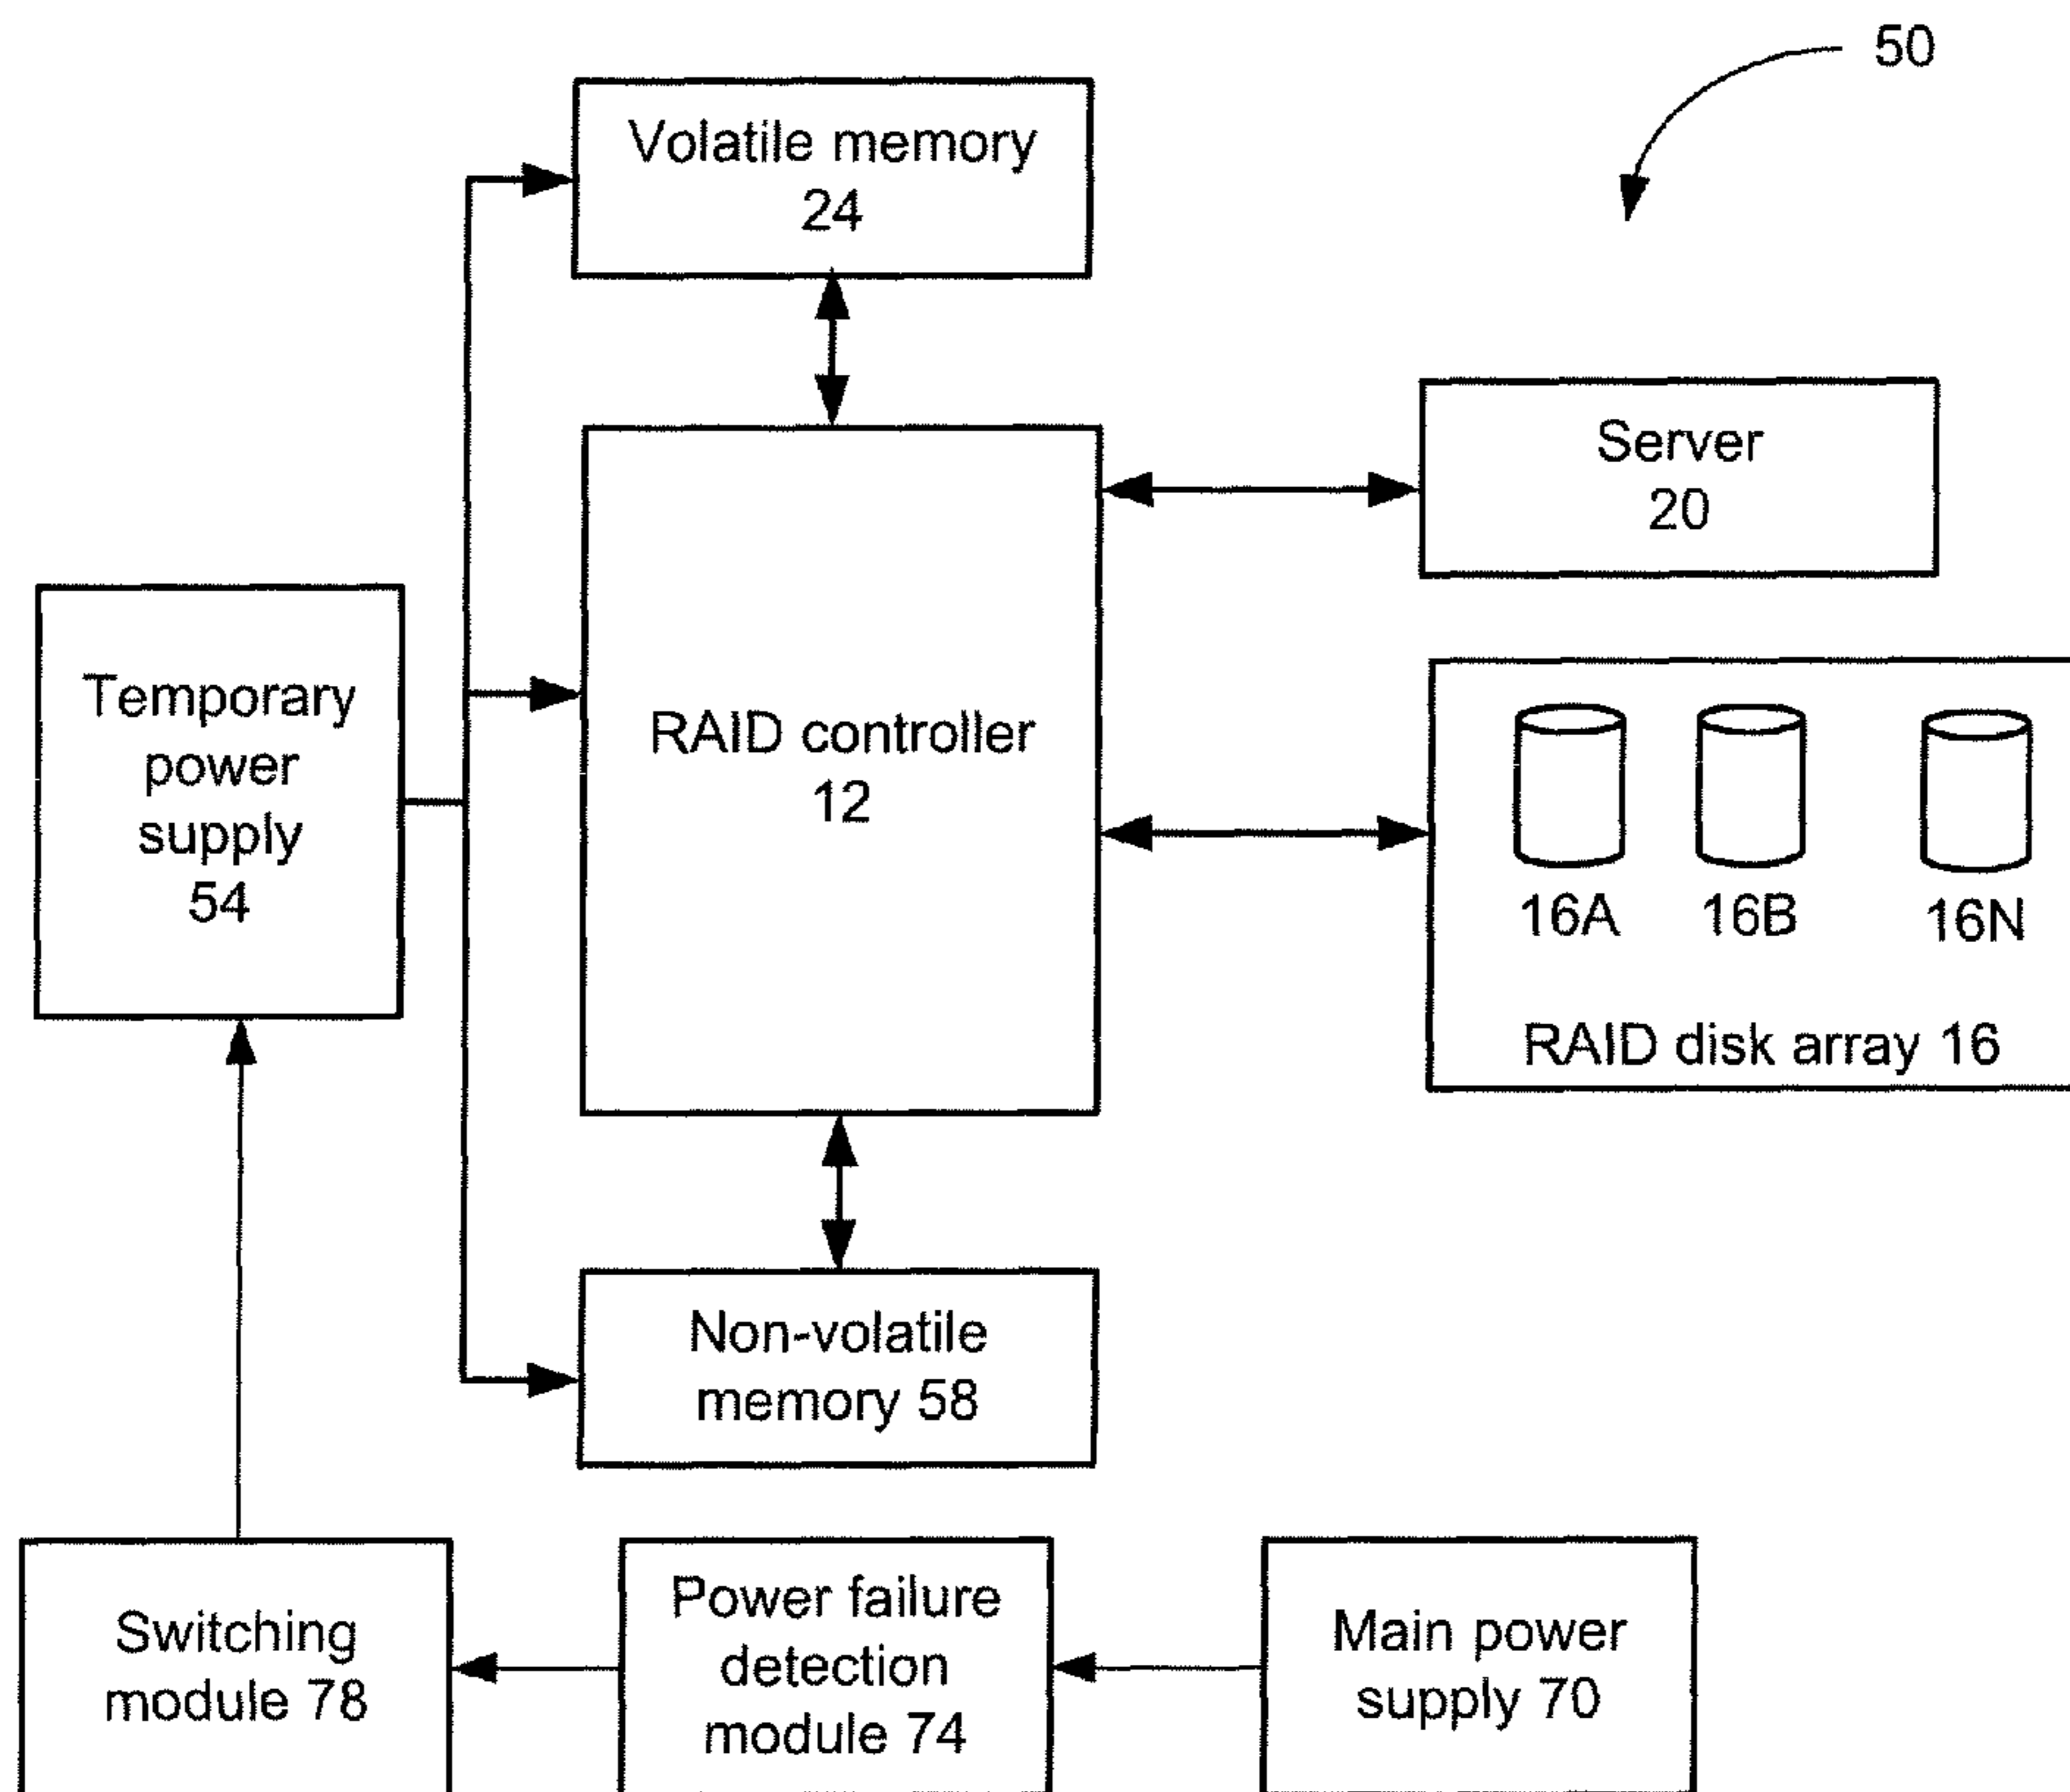 50
Volatile memory
24
Server
20
Temporary
power
supply
54
RAID controller
12
16A
16B
16N
RAID disk array 16
Non-volatile
memory 58
Switching
module 78
Power failure
detection
module 74
Main power
supply 70